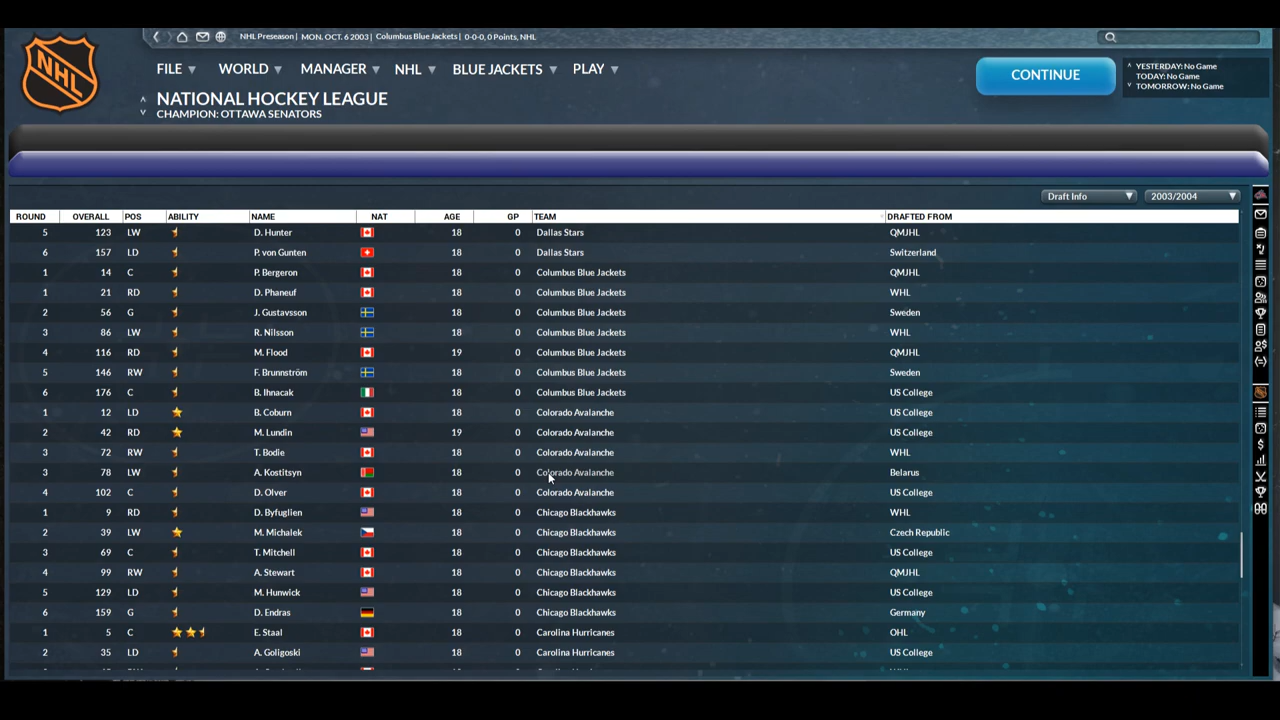 NHL Preseason | MON. OCT. 6 2003 | Columbus Blue Jackets | 0-0-0, 0 Points, NHL
NHL
FILE WORLD MANAGER NHL BLUE JACKETS PLAY
CONTINUE
YESTERDAY: No Game
TODAY: No Game
TOMORROW: No Game
NATIONAL HOCKEY LEAGUE
CHAMPION: OTTAWA SENATORS
Draft Info 2003/2004
ROUND OVERALL POS ABILITY NAME NAT AGE GP TEAM DRAFTED FROM
5 123 LW D. Hunter 18 0 Dallas Stars QMJHL
6 157 LD P. von Gunten 18 0 Dallas Stars Switzerland
1 14 C P. Bergeron 18 0 Columbus Blue Jackets QMJHL
1 21 RD D. Phaneuf 18 0 Columbus Blue Jackets WHL
2 56 G J. Gustavsson 18 0 Columbus Blue Jackets Sweden
3 86 LW R. Nilsson 18 0 Columbus Blue Jackets WHL
4 116 RD M. Flood 19 0 Columbus Blue Jackets QMJHL
5 146 RW F. Brunnström 18 0 Columbus Blue Jackets Sweden
6 176 C B. Ihnacak 18 0 Columbus Blue Jackets US College
1 12 LD B. Coburn 18 0 Colorado Avalanche US College
2 42 RD M. Lundin 19 0 Colorado Avalanche US College
3 72 RW T. Bodie 18 0 Colorado Avalanche WHL
3 78 LW A. Kostitsyn 18 0 Colorado Avalanche Belarus
4 102 C D. Olver 18 0 Colorado Avalanche US College
1 9 RD D. Byfuglien 18 0 Chicago Blackhawks WHL
2 39 LW M. Michalek 18 0 Chicago Blackhawks Czech Republic
3 69 C T. Mitchell 18 0 Chicago Blackhawks US College
4 99 RW A. Stewart 18 0 Chicago Blackhawks QMJHL
5 129 LD M. Hunwick 18 0 Chicago Blackhawks US College
6 159 G D. Endras 18 0 Chicago Blackhawks Germany
1 5 C E. Staal 18 0 Carolina Hurricanes OHL
2 35 LD A. Goligoski 18 0 Carolina Hurricanes US College